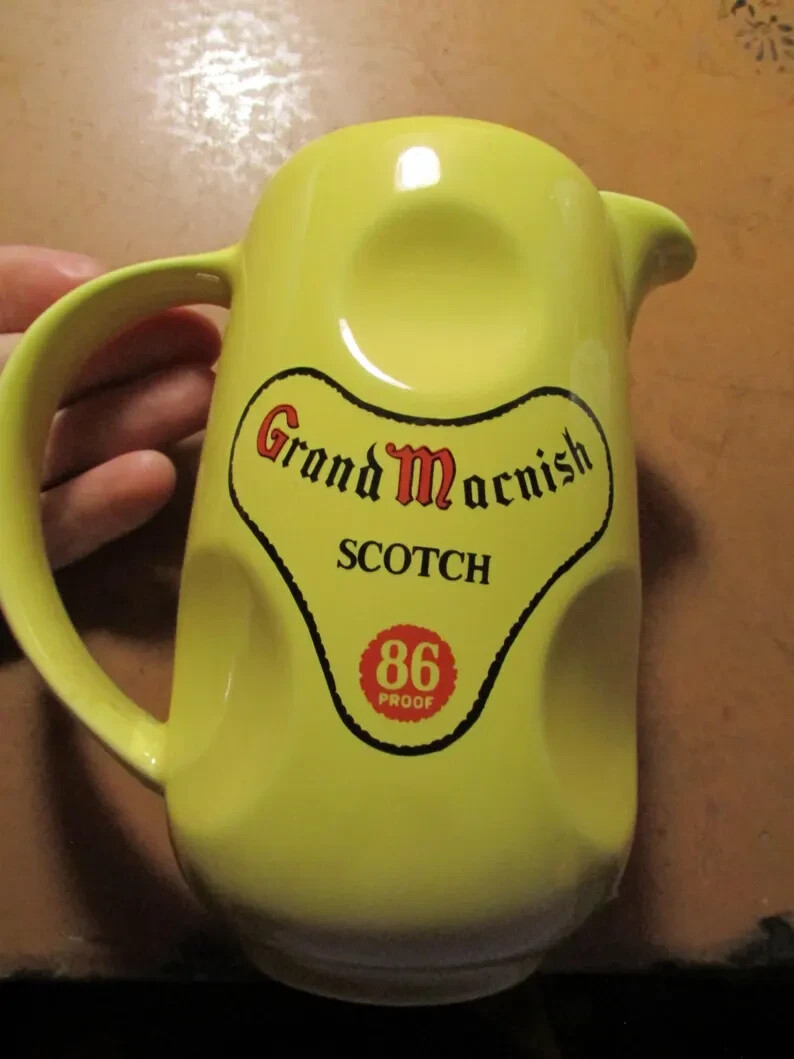 Grand Macnish
SCOTCH
86
PROOF